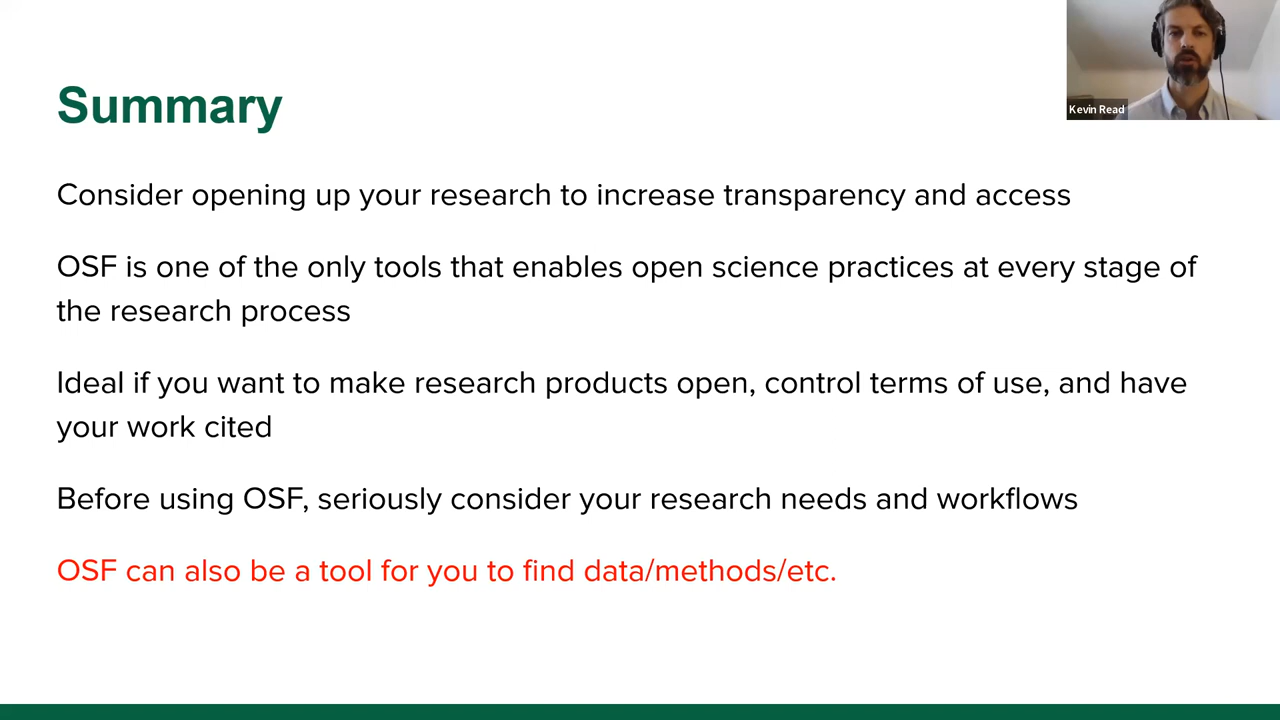 Summary
Kevin Read
Consider opening up your research to increase transparency and access
OSF is one of the only tools that enables open science practices at every stage of
the research process
Ideal if you want to make research products open, control terms of use, and have
your work cited
Before using OSF, seriously consider your research needs and workflows
OSF can also be a tool for you to find data/methods/etc.